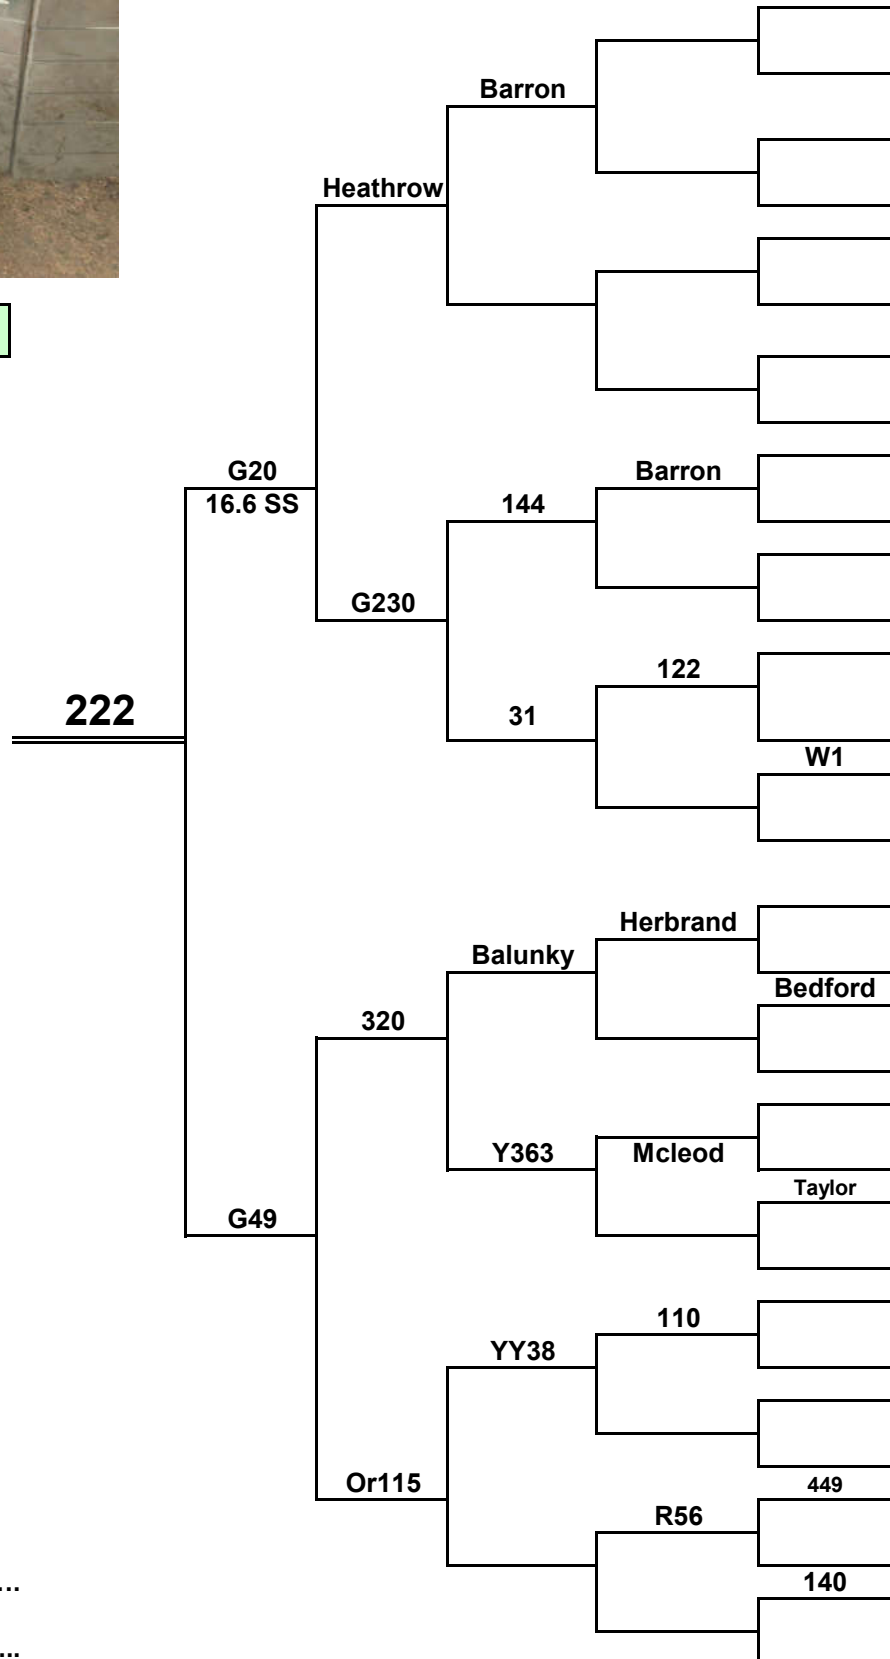 Barron
Heathrow
G20
16.6 SS
Barron
144
G230
122
31
222
W1
Herbrand
Balunky
Bedford
320
Y363
Mcleod
Taylor
G49
110
YY38
Or115
449
R56
140
...
...